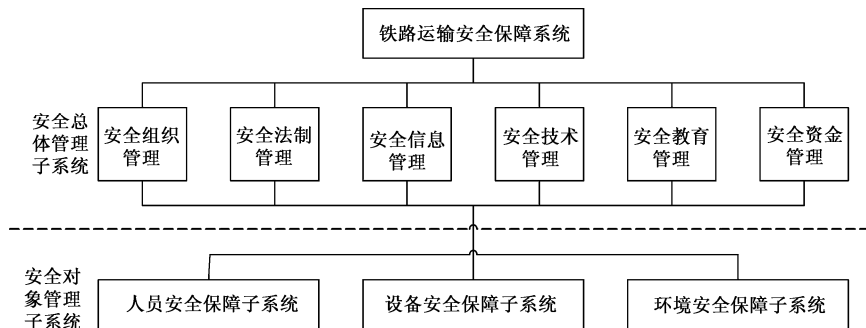 铁路运输安全保障系统
安全总
体管理
子系统
安全组织
管理
安全法制
管理
安全信息
管理
安全技术
管理
安全教育
管理
安全资金
管理
安全对
象管理
子系统
人员安全保障子系统
设备安全保障子系统
环境安全保障子系统